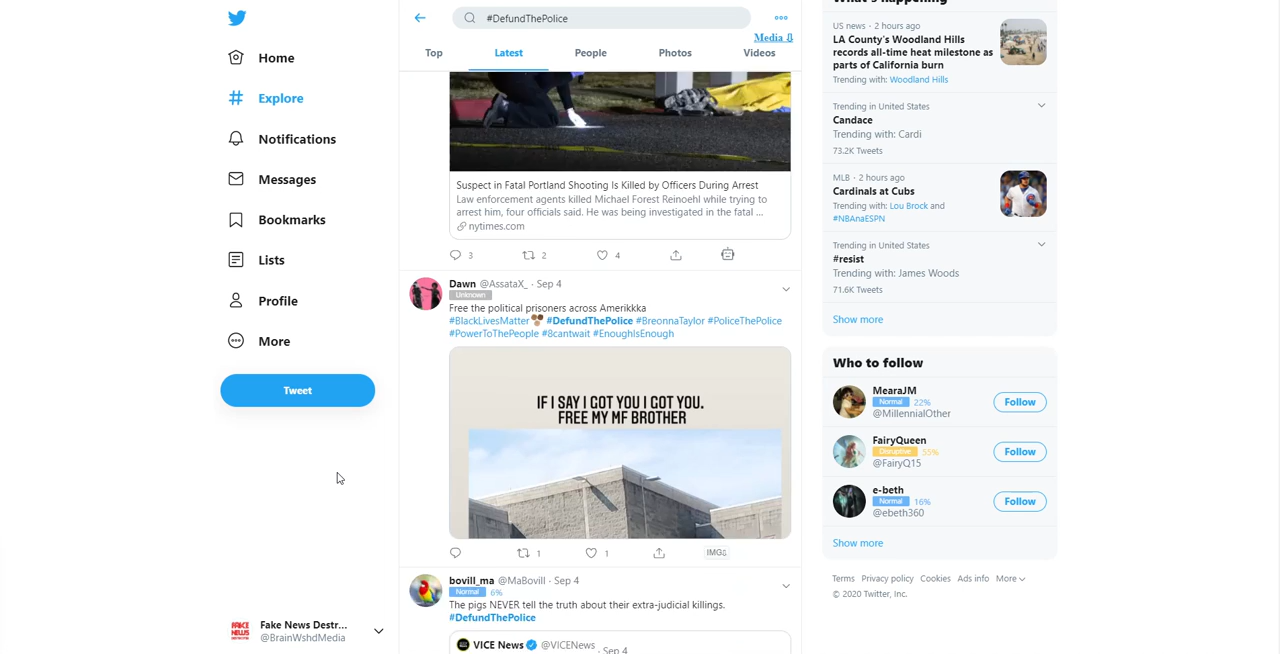 Home
Explore
Notifications
Messages
Bookmarks
Lists
Profile
More
Tweet
Fake News Destr...
@BrainWshdMedia
#DefundThePolice
Media ⇩
Top
Latest
People
Photos
Videos
Suspect in Fatal Portland Shooting Is Killed by Officers During Arrest
Law enforcement agents killed Michael Forest Reinoehl while trying to
arrest him, four officials said. He was being investigated in the fatal ...
nytimes.com
3
2
4
Dawn @AssataX_ · Sep 4
Unknown
Free the political prisoners across Amerikkka
#BlackLivesMatter #DefundThePolice #BreonnaTaylor #PoliceThePolice
#PowerToThePeople #8cantwait #EnoughIsEnough
IF I SAY I GOT YOU I GOT YOU.
FREE MY MF BROTHER
1
1
IMG⇩
bovill_ma @MaBovill · Sep 4
Normal 6%
The pigs NEVER tell the truth about their extra-judicial killings.
#DefundThePolice
VICE News @VICENews · Sep 4
What's happening
US news · 2 hours ago
LA County's Woodland Hills
records all-time heat milestone as
parts of California burn
Trending with: Woodland Hills
Trending in United States
Candace
Trending with: Cardi
73.2K Tweets
MLB · 2 hours ago
Cardinals at Cubs
Trending with: Lou Brock and
#NBAnaESPN
Trending in United States
#resist
Trending with: James Woods
71.6K Tweets
Show more
Who to follow
MearaJM
Normal 22%
@MillennialOther
Follow
FairyQueen
Disruptive 55%
@FairyQ15
Follow
e-beth
Normal 16%
@ebeth360
Follow
Show more
Terms Privacy policy Cookies Ads info More
© 2020 Twitter, Inc.